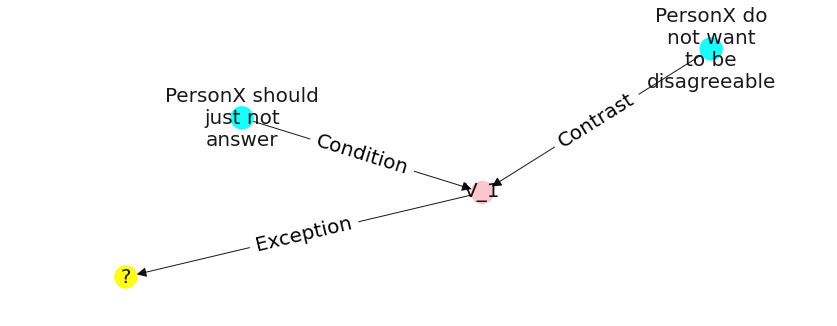 PersonX do
not want
to be
disagreeable
PersonX should
just not
answer
Contrast
Condition
V_1
Exception
?